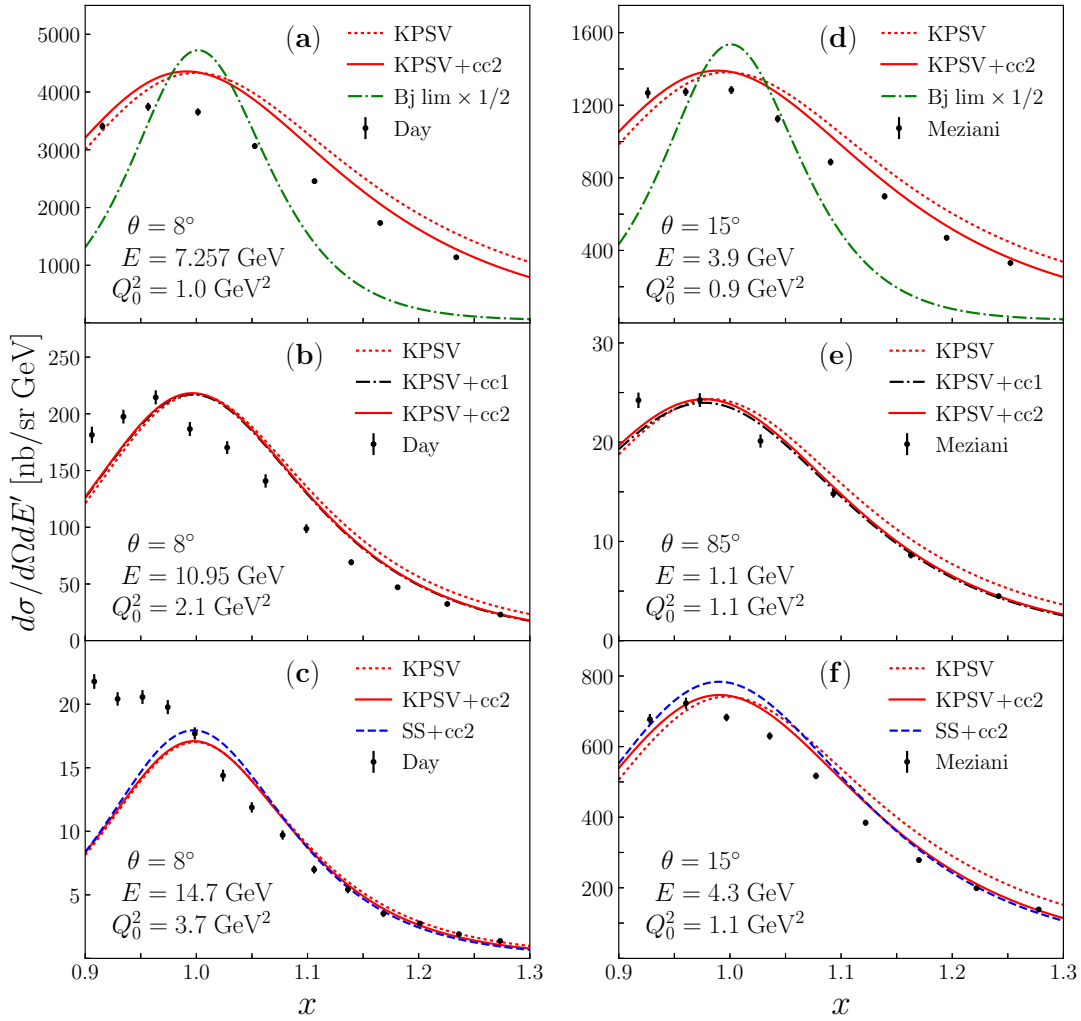 dσ/dΩdE′ [nb/sr GeV]
(a)
KPSV
KPSV+cc2
Bj lim × 1/2
Day
θ = 8°
E = 7.257 GeV
Q₀² = 1.0 GeV²
5000
4000
3000
2000
1000
(d)
KPSV
KPSV+cc2
Bj lim × 1/2
Meziani
θ = 15°
E = 3.9 GeV
Q₀² = 0.9 GeV²
1600
1200
800
400
(b)
KPSV
KPSV+cc1
KPSV+cc2
Day
θ = 8°
E = 10.95 GeV
Q₀² = 2.1 GeV²
250
200
150
100
50
0
(e)
KPSV
KPSV+cc1
KPSV+cc2
Meziani
θ = 85°
E = 1.1 GeV
Q₀² = 1.1 GeV²
30
20
10
0
(c)
KPSV
KPSV+cc2
SS+cc2
Day
θ = 8°
E = 14.7 GeV
Q₀² = 3.7 GeV²
20
15
10
5
0.9 1.0 1.1 1.2 1.3
x
(f)
KPSV
KPSV+cc2
SS+cc2
Meziani
θ = 15°
E = 4.3 GeV
Q₀² = 1.1 GeV²
800
600
400
200
0.9 1.0 1.1 1.2 1.3
x